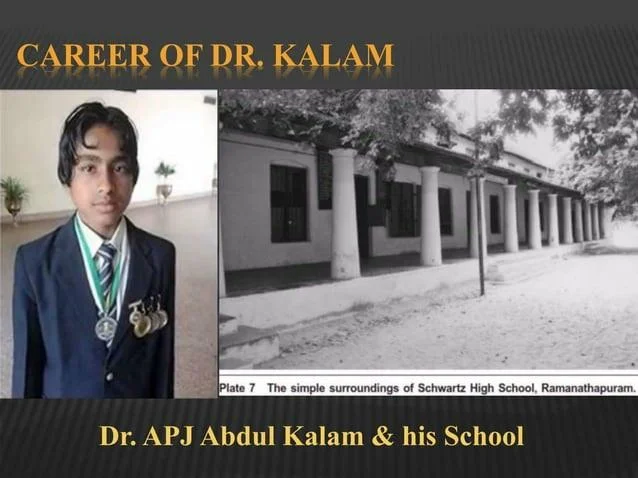 CAREER OF DR. KALAM
Plate 7 The simple surroundings of Schwartz High School, Ramanathapuram.
Dr. APJ Abdul Kalam & his School